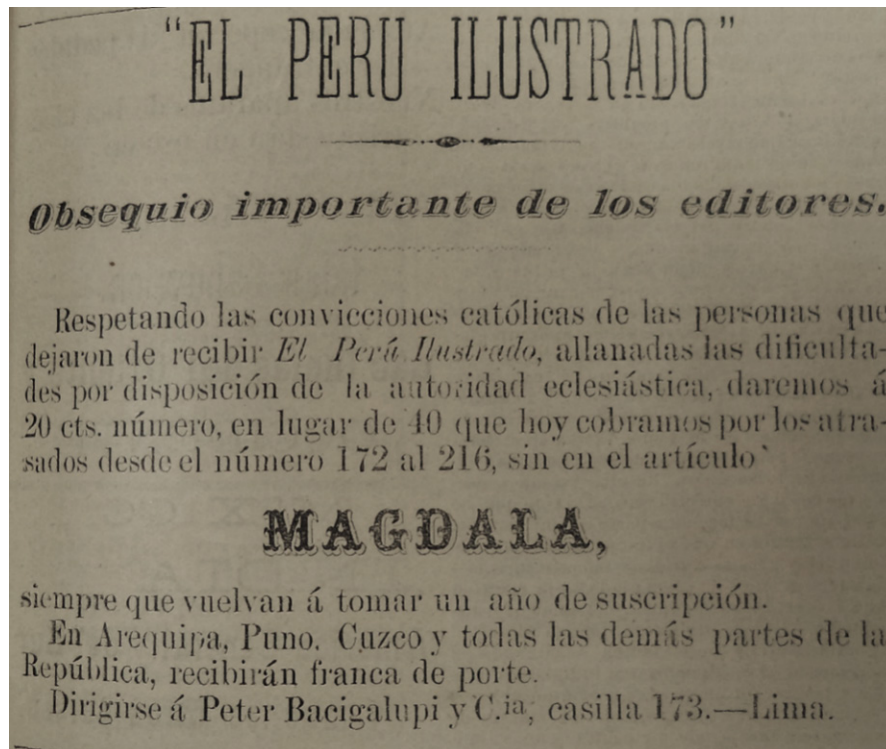 "EL PERU ILUSTRADO"
Obsequio importante de los editores.
Respetando las convicciones católicas de las personas que
dejaron de recibir El Perú Ilustrado, allanadas las dificulta-
des por disposición de la autoridad eclesiástica, daremos á
20 cts. número, en lugar de 40 que hoy cobramos por los atra-
sados desde el número 172 al 216, sin en el artículo
MAGDALA,
siempre que vuelvan á tomar un año de suscripción.
En Arequipa, Puno, Cuzco y todas las demás partes de la
República, recibirán franca de porte.
Dirigirse á Peter Bacigalupi y C.ia, casilla 173.—Lima.